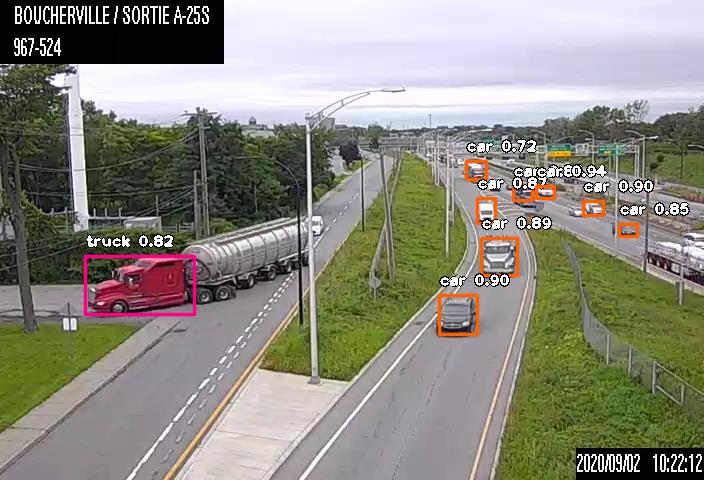 BOUCHERVILLE / SORTIE A-25S
967-524
car 0.72
0.94
car 0.87
car 0.90
car 0.85
car 0.89
truck 0.82
car 0.90
2020/09/02 10:22:12